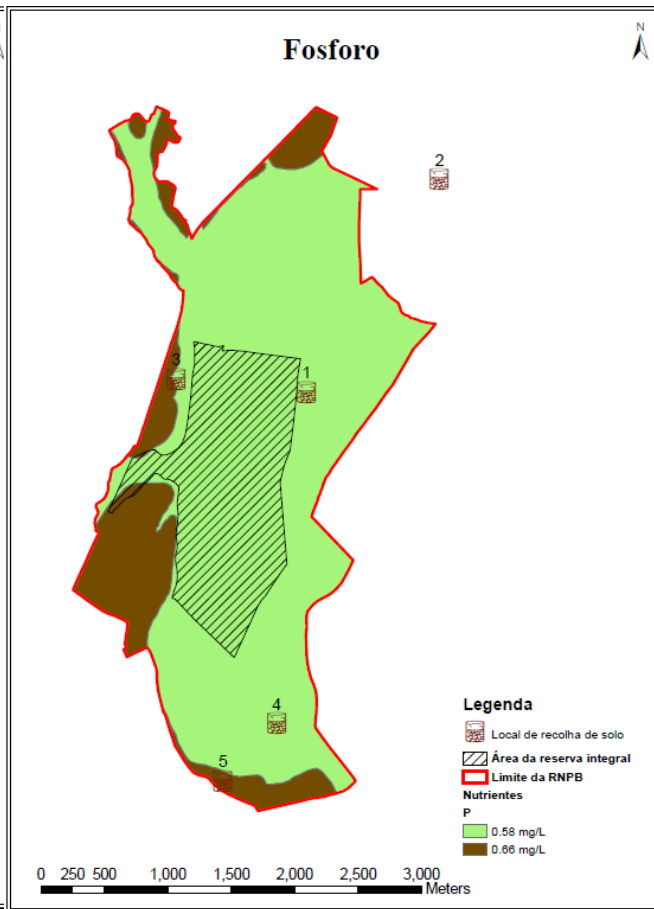 Fosforo
N
2
3
1
4
5
Legenda
Local de recolha de solo
Área da reserva integral
Limite da RNPB
Nutrientes
P
0.58 mg/L
0.66 mg/L
0 250 500 1,000 1,500 2,000 2,500 3,000
Meters